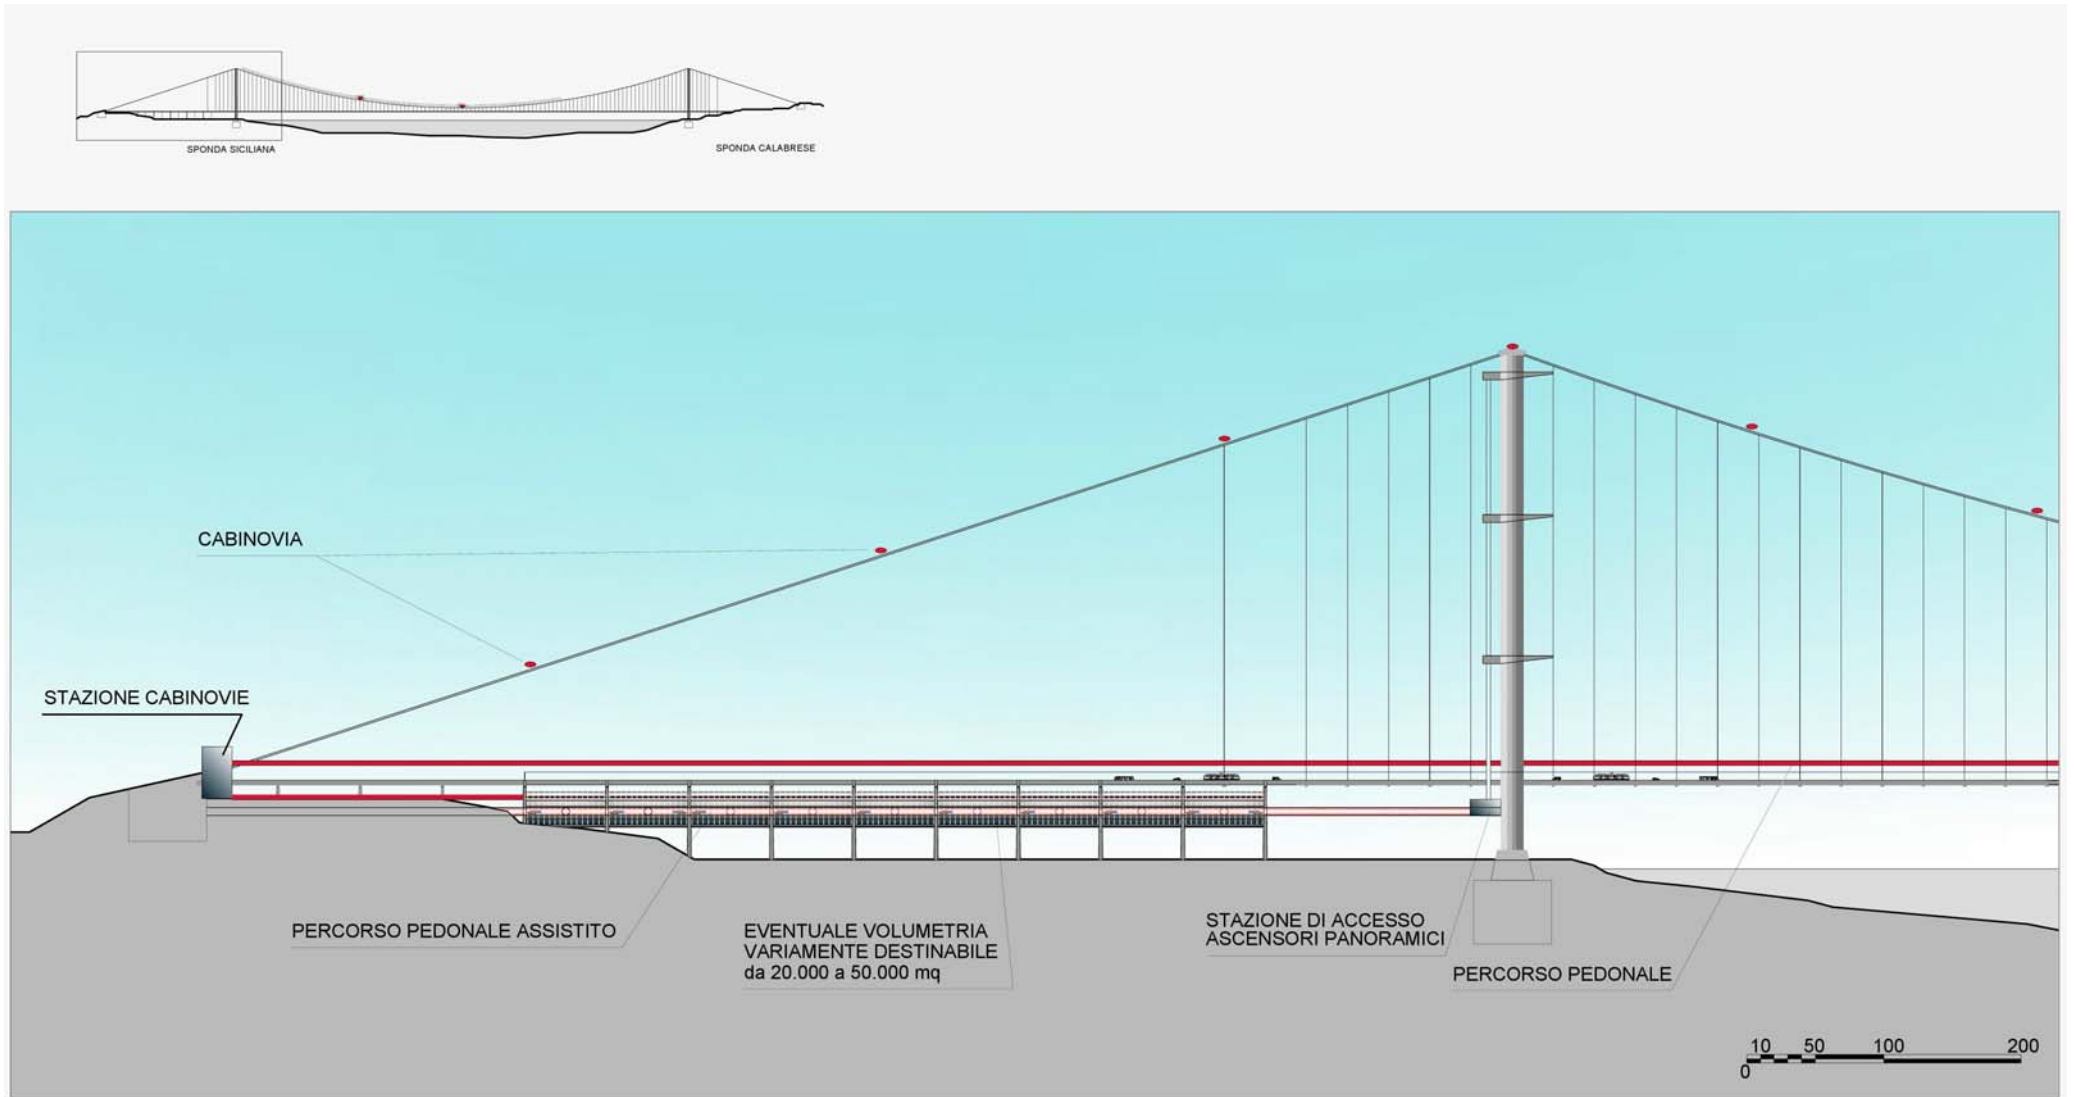 SPONDA SICILIANA
SPONDA CALABRESE
CABINOVIA
STAZIONE CABINOVIE
PERCORSO PEDONALE ASSISTITO
EVENTUALE VOLUMETRIA
VARIAMENTE DESTINABILE
da 20.000 a 50.000 mq
STAZIONE DI ACCESSO
ASCENSORI PANORAMICI
PERCORSO PEDONALE
10 50 100 200
0